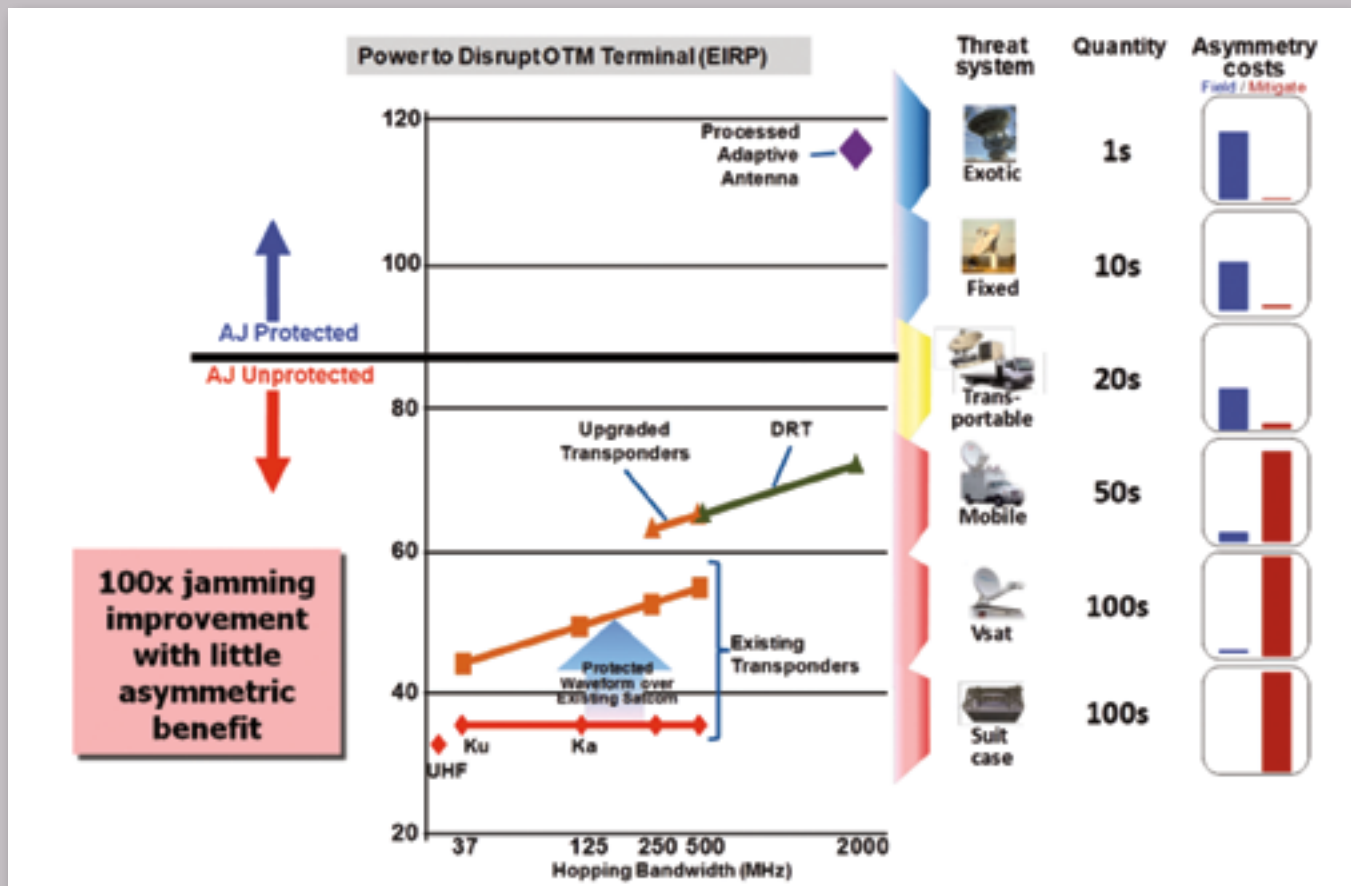 Power to Disrupt OTM Terminal (EIRP)
Threat
system
Quantity
Asymmetry
costs
Field / Mitigate
120
100
80
60
40
20
Processed
Adaptive
Antenna
AJ Protected
AJ Unprotected
Upgraded
Transponders
DRT
Existing
Transponders
Protected
Waveform over
Existing Satcom
Ku
Ka
UHF
37
125
250
500
2000
Hopping Bandwidth (MHz)
100x jamming
improvement
with little
asymmetric
benefit
Exotic
1s
Fixed
10s
Trans-
portable
20s
Mobile
50s
Vsat
100s
Suit
case
100s